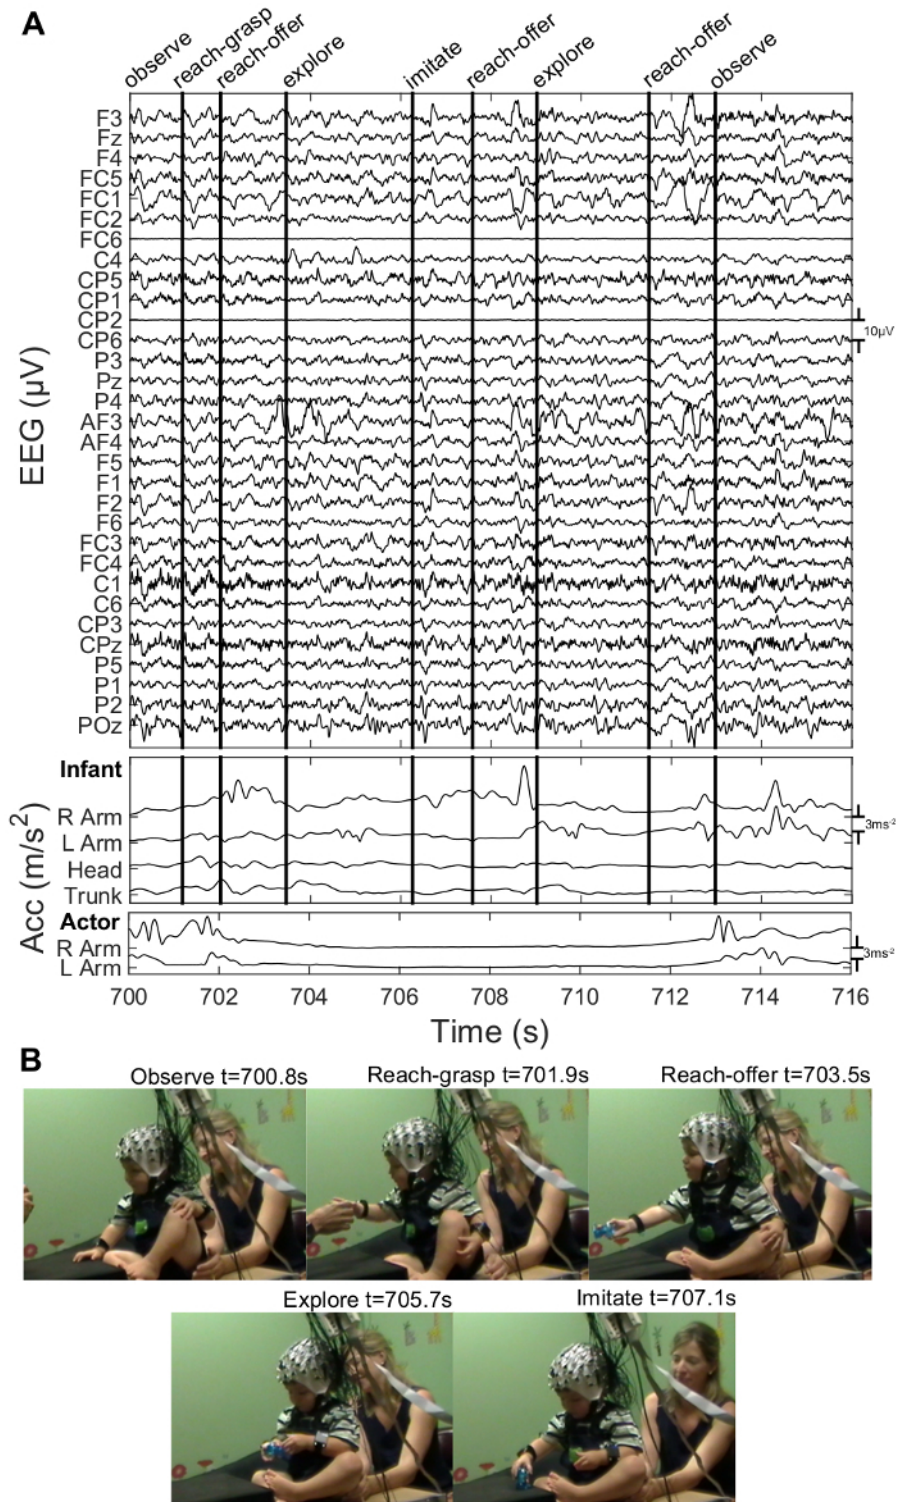 A
observe reach-grasp reach-offer explore imitate reach-offer explore reach-offer observe
F3
Fz
F4
FC5
FC1
FC2
FC6
C4
CP5
CP1
CP2
10μV
CP6
P3
Pz
P4
AF3
AF4
F5
F1
F2
F6
FC3
FC4
C1
C6
CP3
CPz
P5
P1
P2
POz
EEG (μV)
Infant
R Arm
3ms-2
L Arm
Head
Trunk
Acc (m/s2)
Actor
R Arm
3ms-2
L Arm
700 702 704 706 708 710 712 714 716
Time (s)
B
Observe t=700.8s Reach-grasp t=701.9s Reach-offer t=703.5s
Explore t=705.7s Imitate t=707.1s